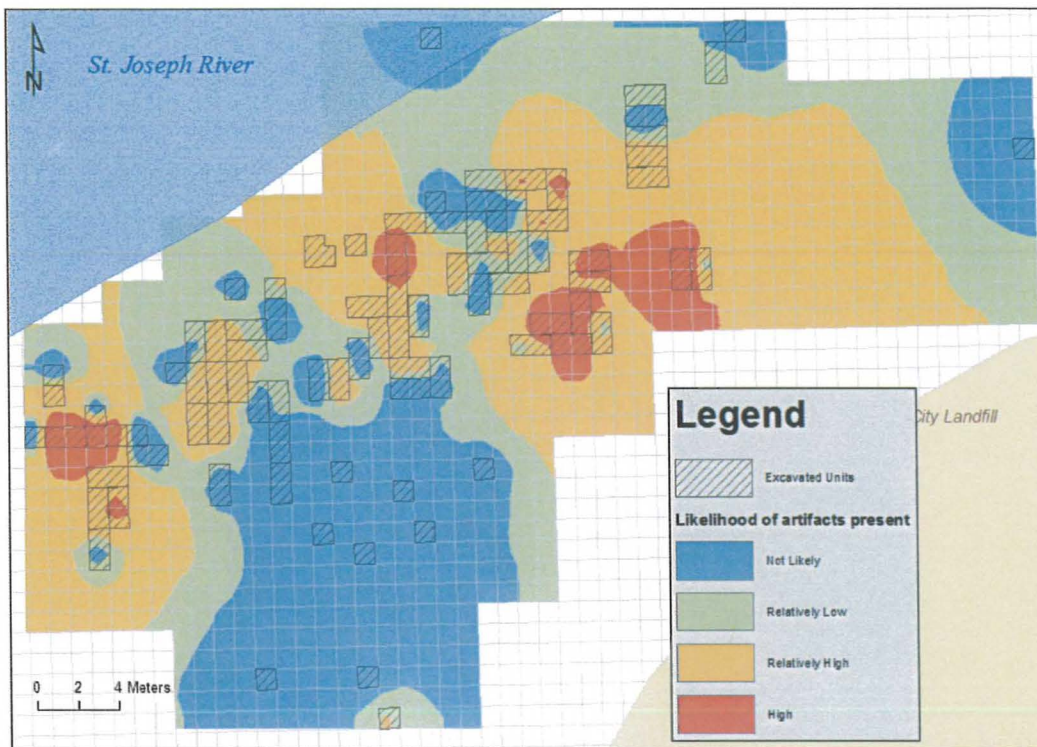 N
St. Joseph River
Legend
City Landfill
Excavated Units
Likelihood of artifacts present
Not Likely
Relatively Low
Relatively High
High
0 2 4 Meters